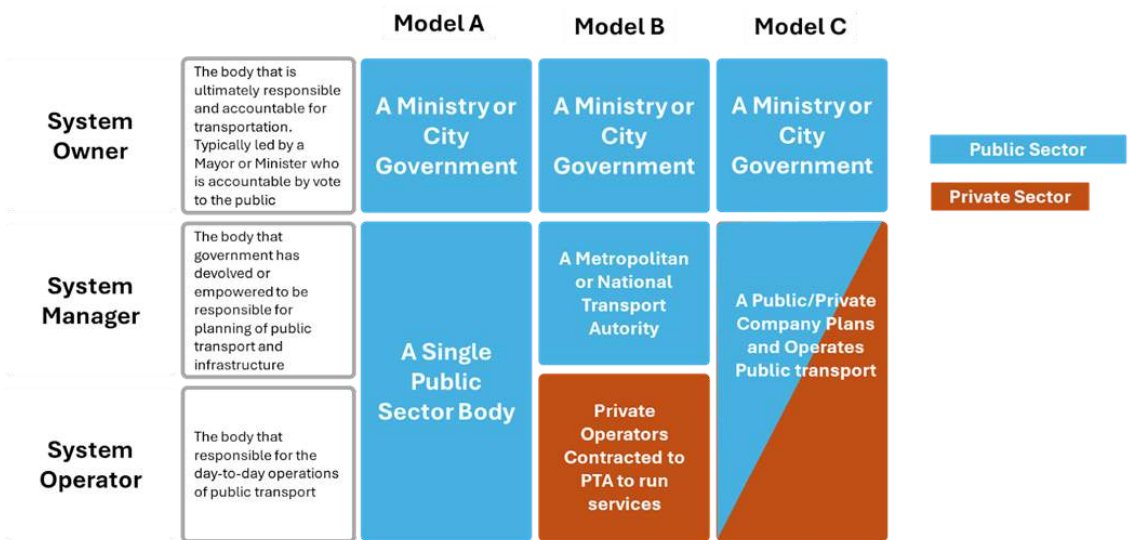 Model A
Model B
Model C
System
Owner
The body that is
ultimately responsible
and accountable for
transportation.
Typically led by a
Mayor or Minister who
is accountable by vote
to the public
A Ministry or
City
Government
A Ministry or
City
Government
A Ministry or
City
Government
Public Sector
Private Sector
System
Manager
The body that
government has
devolved or
empowered to be
responsible for
planning of public
transport and
infrastructure
A Single
Public
Sector Body
A Metropolitan
or National
Transport
Autority
A Public/Private
Company Plans
and Operates
Public transport
System
Operator
The body that
responsible for the
day-to-day operations
of public transport
Private
Operators
Contracted to
PTA to run
services